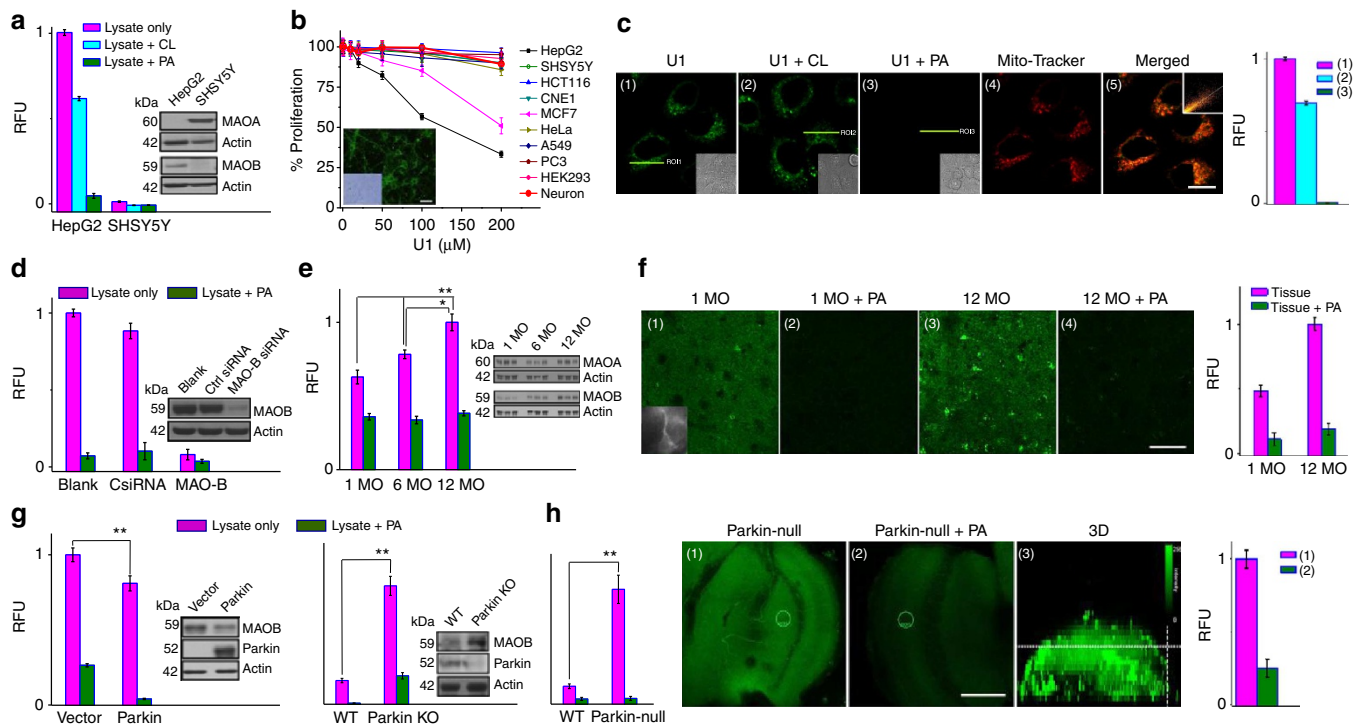 a
Lysate only
Lysate + CL
Lysate + PA
1
0
RFU
kDa
HepG2
SHSY5Y
60
MAOA
42
Actin
59
MAOB
42
Actin
HepG2 SHSY5Y
b
100
75
50
25
0
% Proliferation
0 50 100 150 200
U1 (μM)
HepG2
SHSY5Y
HCT116
CNE1
MCF7
HeLa
A549
PC3
HEK293
Neuron
c
U1
U1 + CL
U1 + PA
Mito-Tracker
Merged
(1)
(2)
(3)
(4)
(5)
ROI1
ROI2
ROI3
1
0
RFU
(1)
(2)
(3)
d
Lysate only
Lysate + PA
1
0
RFU
kDa
Blank
Ctrl siRNA
MAO-B siRNA
59
MAOB
42
Actin
Blank CsiRNA MAO-B
e
**
*
1
0
RFU
kDa
1 MO
6 MO
12 MO
60
MAOA
42
Actin
59
MAOB
42
Actin
1 MO 6 MO 12 MO
f
1 MO
1 MO + PA
12 MO
12 MO + PA
(1)
(2)
(3)
(4)
Tissue
Tissue + PA
1
0
RFU
1 MO 12 MO
g
Lysate only
Lysate + PA
**
1
0
RFU
kDa
Vector
Parkin
59
MAOB
52
Parkin
42
Actin
Vector Parkin
**
1
0
kDa
WT
Parkin KO
59
MAOB
52
Parkin
42
Actin
WT Parkin KO
**
1
0
WT Parkin-null
h
Parkin-null
Parkin-null + PA
3D
(1)
(2)
(3)
Intensity
0
1
0
RFU
(1)
(2)